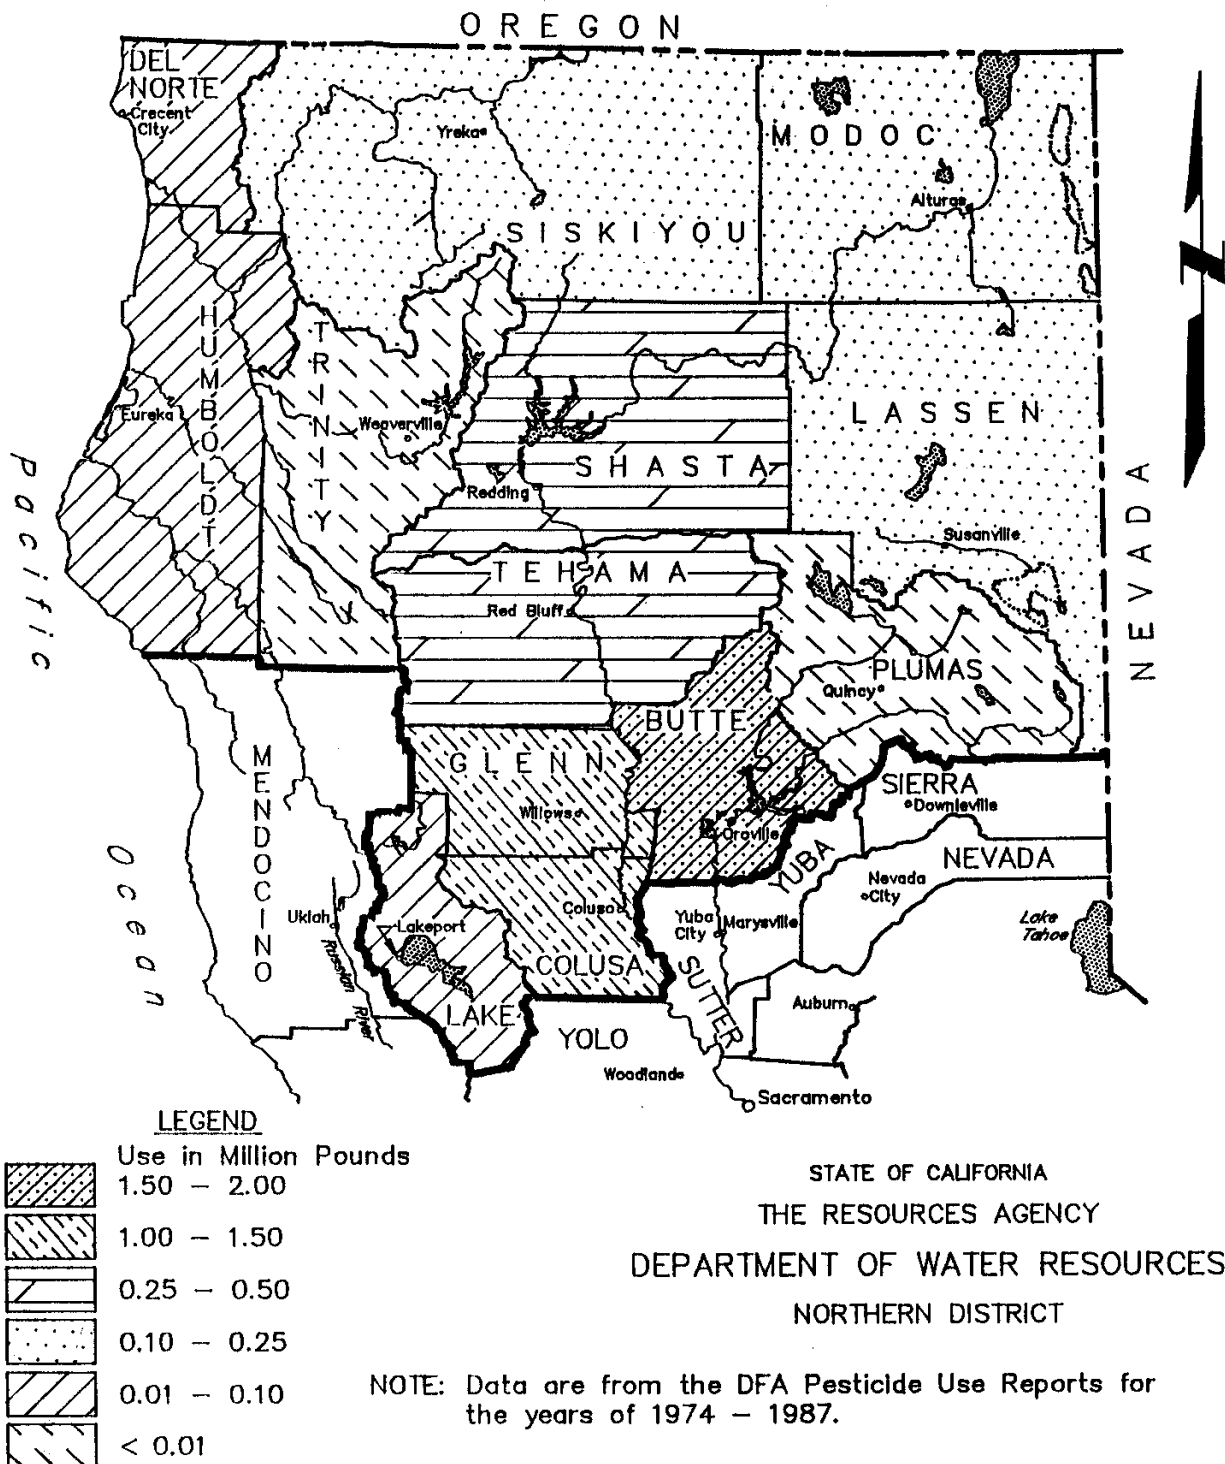 OREGON
DEL
NORTE
Crecent
City
Yreka
MODOC
Alturas
SISKIYOU
HUMBOLDT
TRINITY
Eureka
Weaverville
LASSEN
SHASTA
Redding
Pacific
Susanville
NEVADA
TEHAMA
Red Bluff
PLUMAS
Quincy
BUTTE
GLENN
MENDOCINO
SIERRA
Downieville
Willows
Oroville
YUBA
NEVADA
Ocean
Nevada
City
Ukiah
Colusa
Yuba
City
Marysville
Lake
Tahoe
Lakeport
Russian River
COLUSA
SUTTER
Auburn
LAKE
YOLO
Woodland
Sacramento
LEGEND
Use in Million Pounds
1.50 – 2.00
1.00 – 1.50
0.25 – 0.50
0.10 – 0.25
0.01 – 0.10
< 0.01
STATE OF CALIFORNIA
THE RESOURCES AGENCY
DEPARTMENT OF WATER RESOURCES
NORTHERN DISTRICT
NOTE: Data are from the DFA Pesticide Use Reports for
the years of 1974 – 1987.